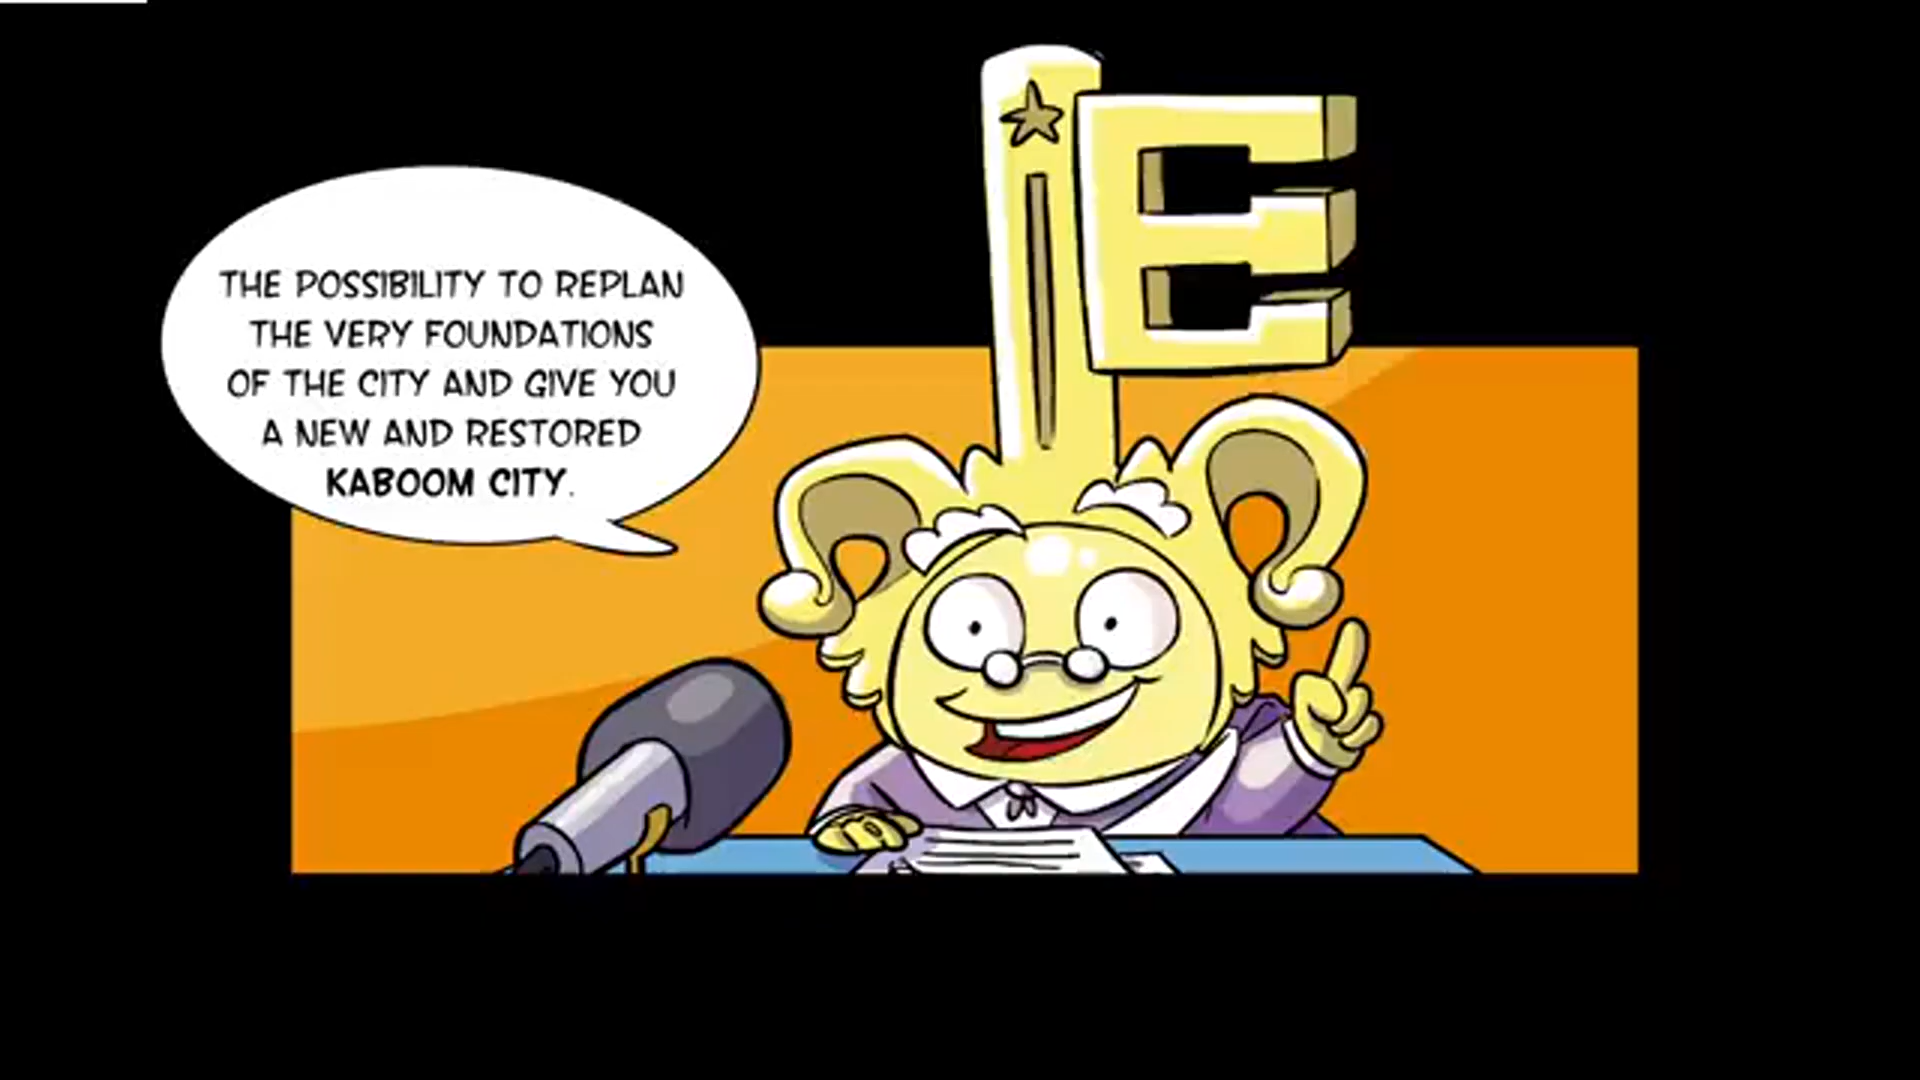 THE POSSIBILITY TO REPLAN
THE VERY FOUNDATIONS
OF THE CITY AND GIVE YOU
A NEW AND RESTORED
KABOOM CITY.
E